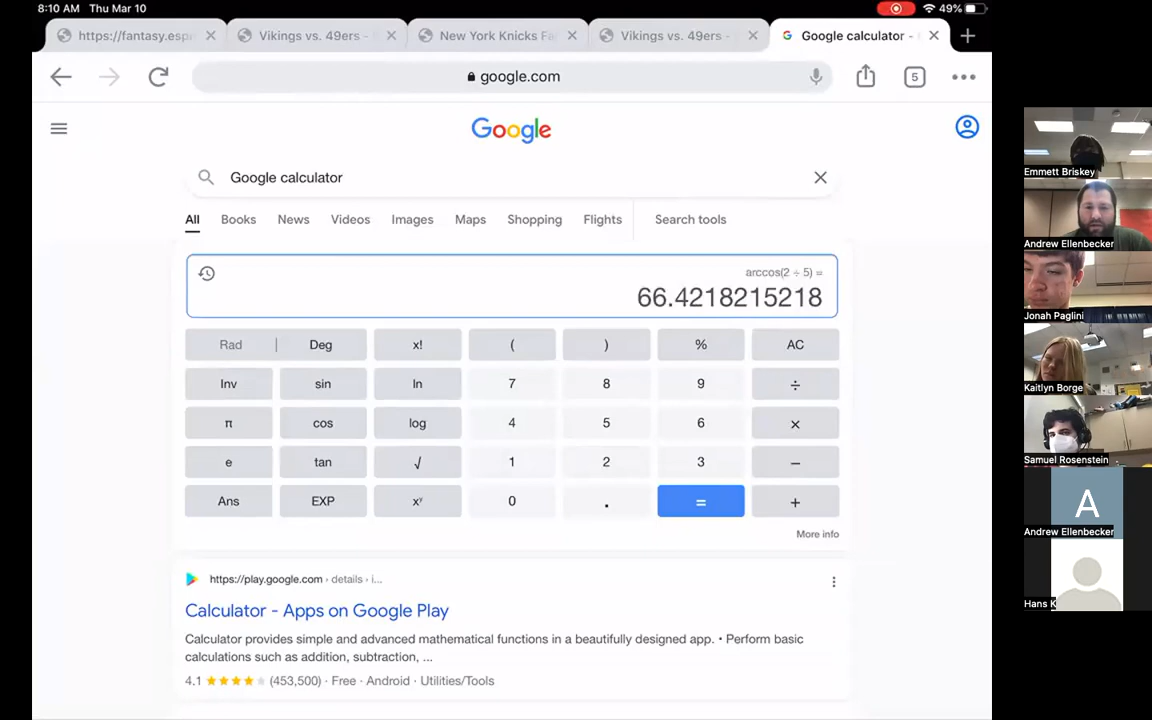 8:10 AM Thu Mar 10
49%
https://fantasy.esp
Vikings vs. 49ers -
New York Knicks Fa
Vikings vs. 49ers -
Google calculator -
google.com
5
Google
Google calculator
All Books News Videos Images Maps Shopping Flights Search tools
arccos(2 ÷ 5) =
66.4218215218
Rad | Deg x! ( ) % AC
Inv sin ln 7 8 9 ÷
π cos log 4 5 6 ×
e tan √ 1 2 3 −
Ans EXP xʸ 0 . = +
More info
https://play.google.com › details › i...
Calculator - Apps on Google Play
Calculator provides simple and advanced mathematical functions in a beautifully designed app. • Perform basic
calculations such as addition, subtraction, ...
4.1 ★★★★★ (453,500) · Free · Android · Utilities/Tools
Emmett Briskey
Andrew Ellenbecker
Jonah Paglini
Kaitlyn Borge
Samuel Rosenstein
A
Andrew Ellenbecker
Hans K